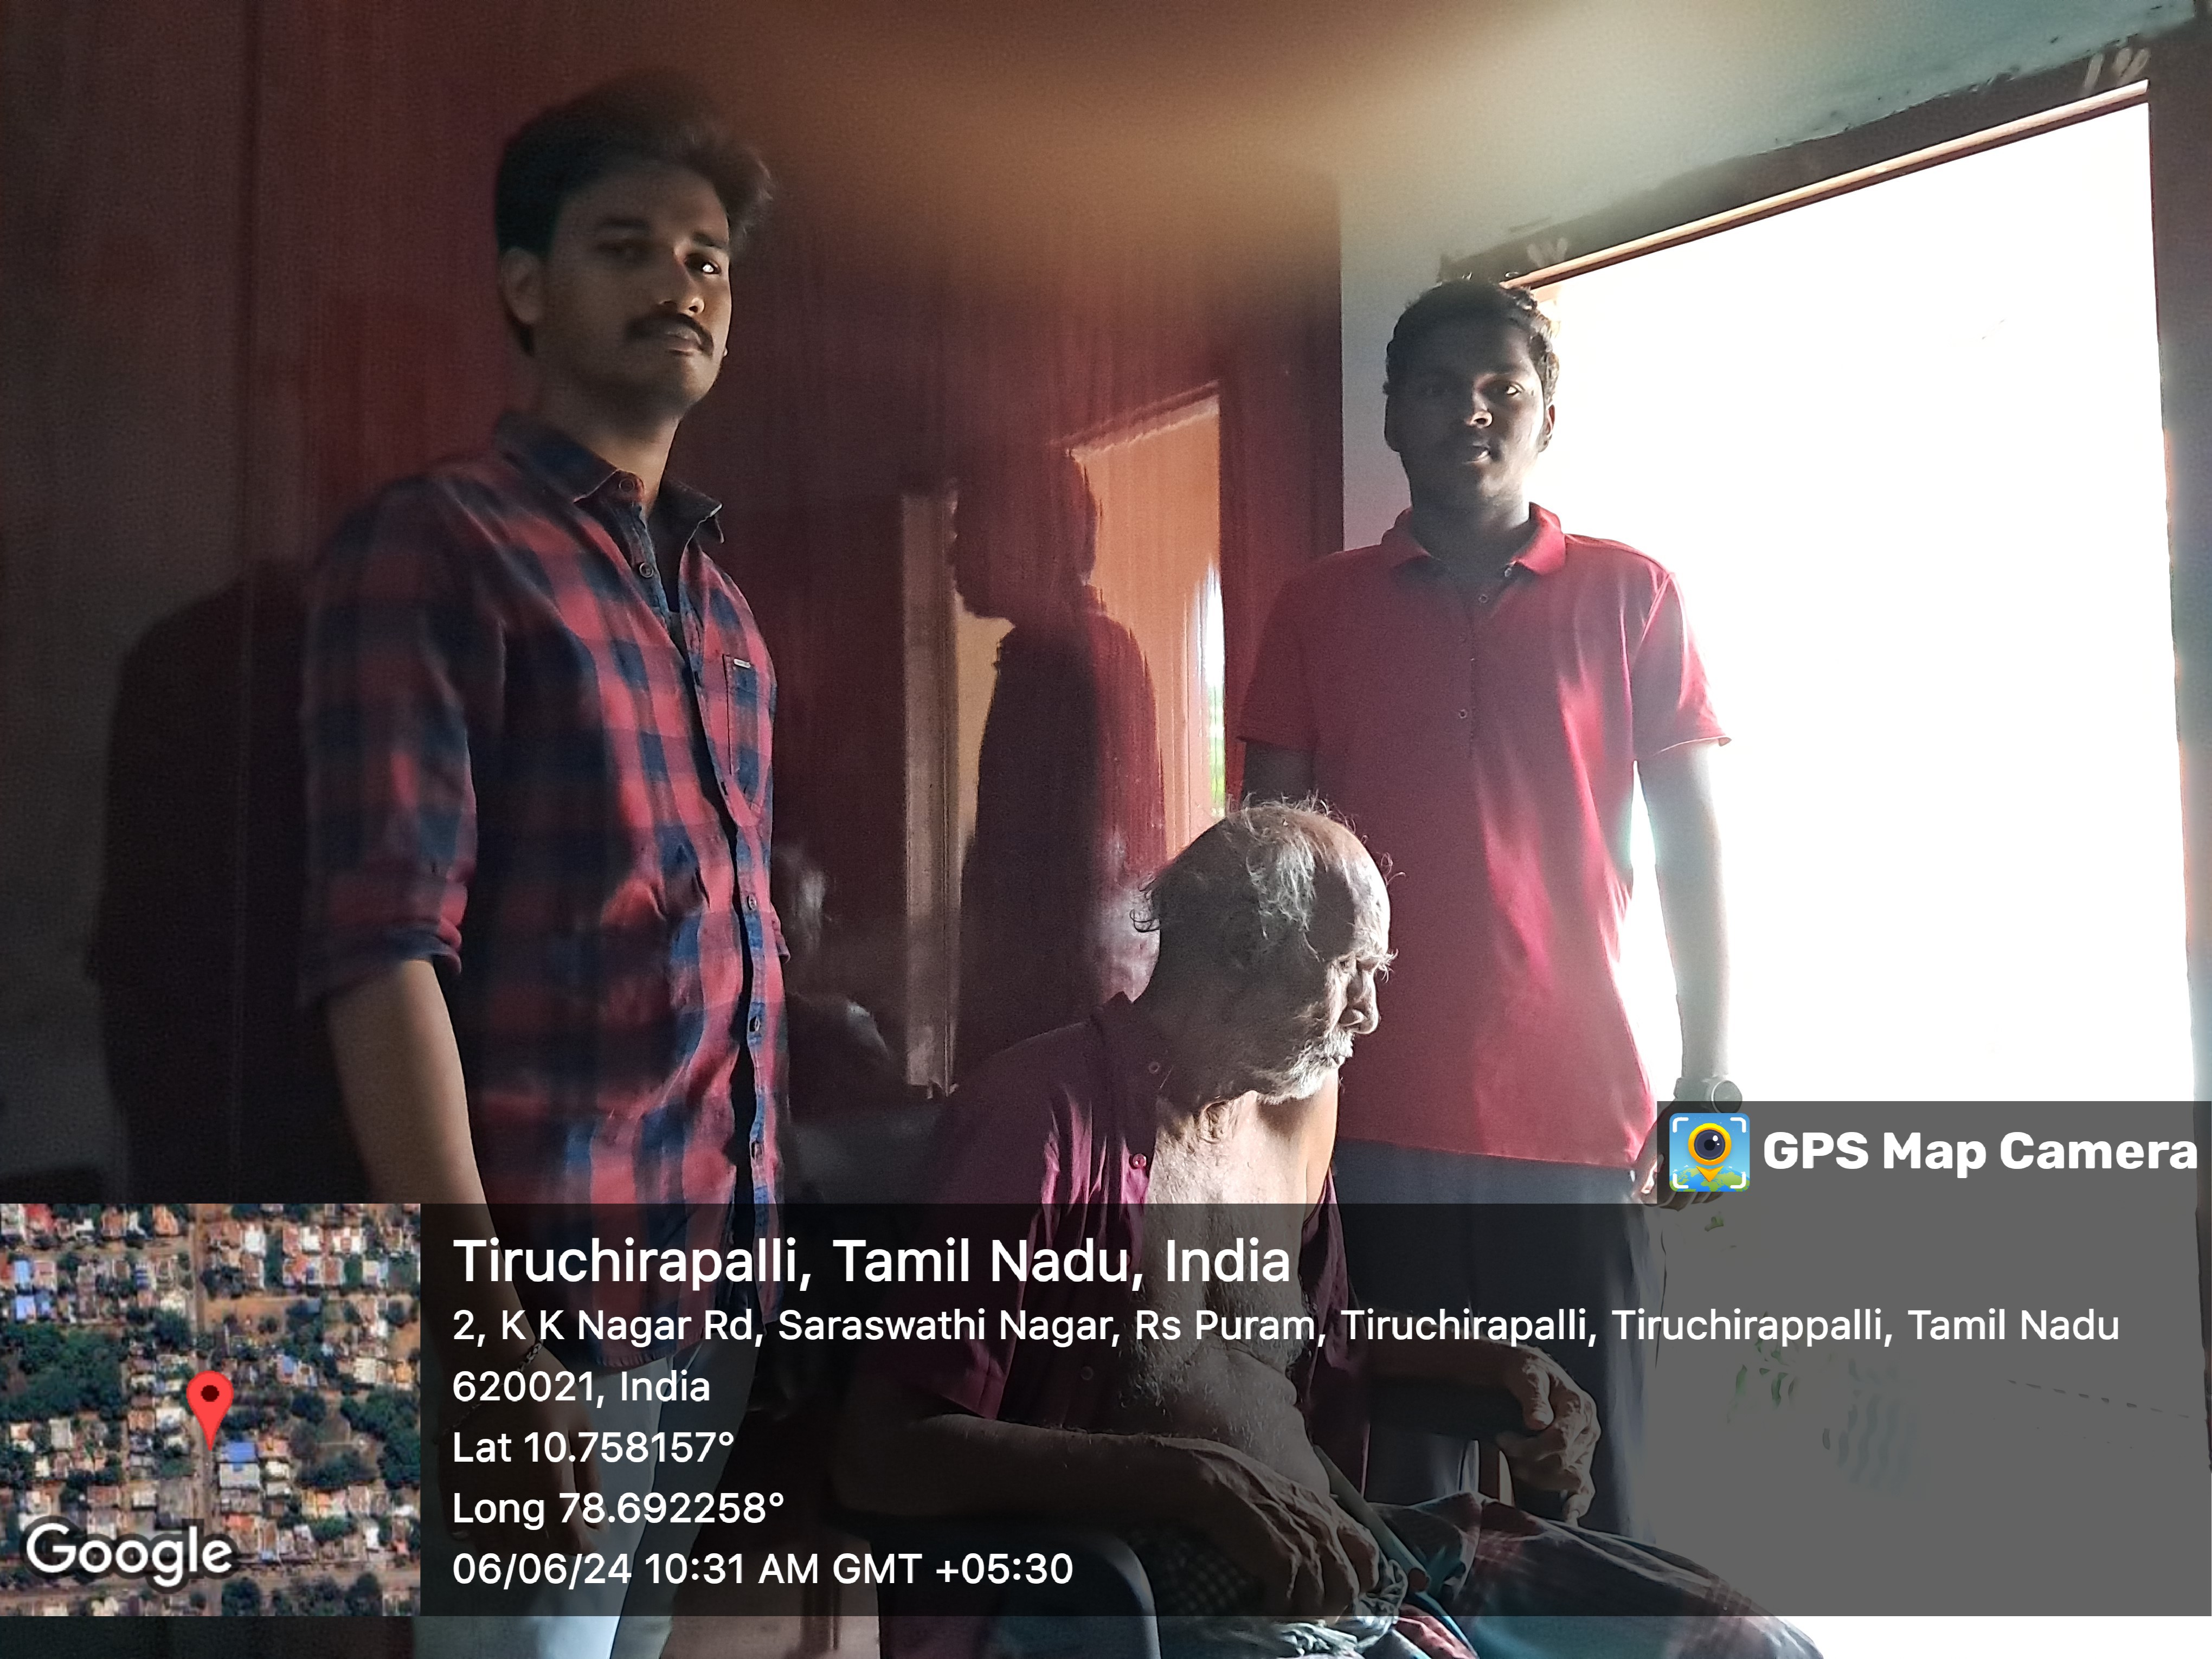 GPS Map Camera
Tiruchirapalli, Tamil Nadu, India
2, K K Nagar Rd, Saraswathi Nagar, Rs Puram, Tiruchirapalli, Tiruchirappalli, Tamil Nadu
620021, India
Lat 10.758157°
Long 78.692258°
06/06/24 10:31 AM GMT +05:30
Google